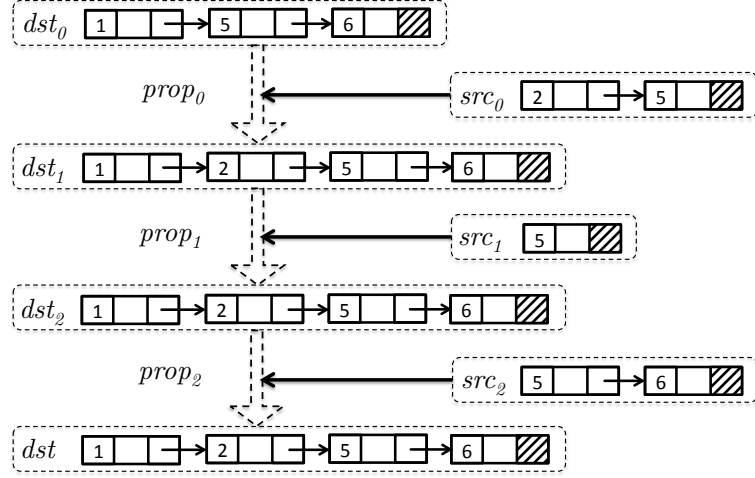 dst₀ 1 5 6
prop₀ src₀ 2 5
dst₁ 1 2 5 6
prop₁ src₁ 5
dst₂ 1 2 5 6
prop₂ src₂ 5 6
dst 1 2 5 6